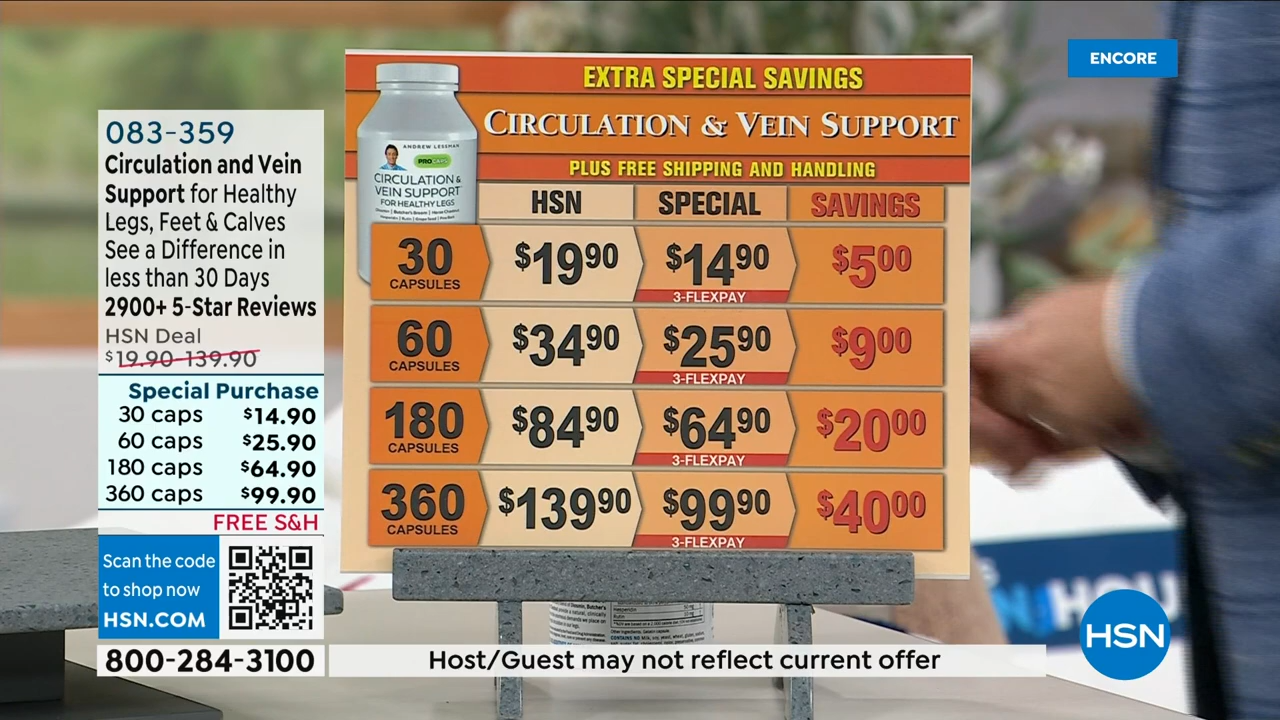 ENCORE
083-359
Circulation and Vein
Support for Healthy
Legs, Feet & Calves
See a Difference in
less than 30 Days
2900+ 5-Star Reviews
HSN Deal
$19.90-139.90
Special Purchase
30 caps $14.90
60 caps $25.90
180 caps $64.90
360 caps $99.90
FREE S&H
Scan the code
to shop now
HSN.COM
800-284-3100
Host/Guest may not reflect current offer
HSN
EXTRA SPECIAL SAVINGS
CIRCULATION & VEIN SUPPORT
PLUS FREE SHIPPING AND HANDLING
HSN SPECIAL SAVINGS
30 CAPSULES $19.90 $14.90 $5.00
3-FLEXPAY
60 CAPSULES $34.90 $25.90 $9.00
3-FLEXPAY
180 CAPSULES $84.90 $64.90 $20.00
3-FLEXPAY
360 CAPSULES $139.90 $99.90 $40.00
3-FLEXPAY
ANDREW LESSMAN
PROCAPS
CIRCULATION &
VEIN SUPPORT
FOR HEALTHY LEGS